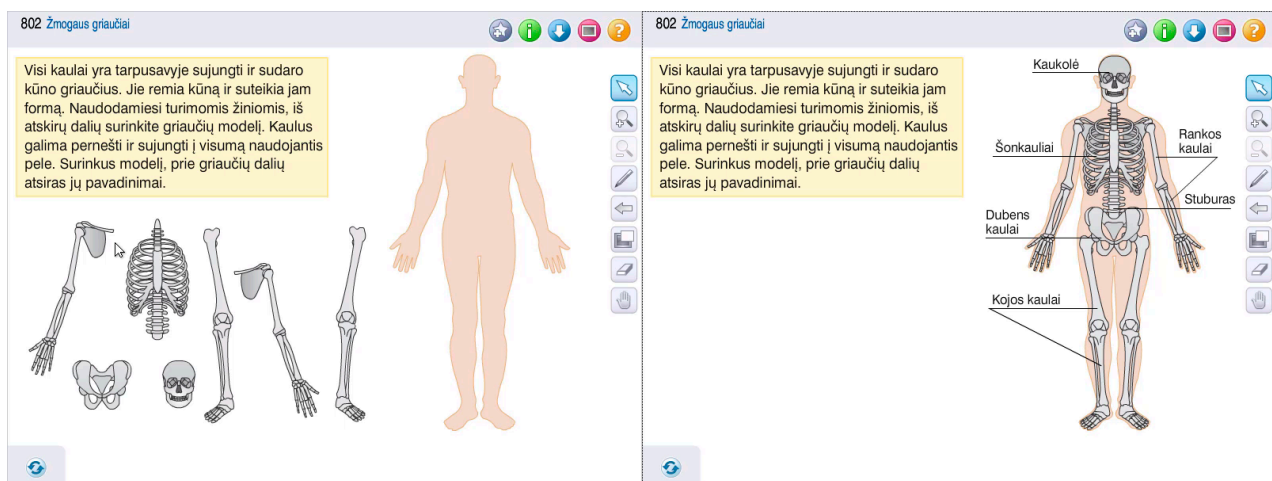 802 Žmogaus griaučiai
Visi kaulai yra tarpusavyje sujungti ir sudaro
kūno griaučius. Jie remia kūną ir suteikia jam
formą. Naudodamiesi turimomis žiniomis, iš
atskirų dalių surinkite griaučių modelį. Kaulus
galima pernešti ir sujungti į visumą naudojantis
pele. Surinkus modelį, prie griaučių dalių
atsiras jų pavadinimai.
802 Žmogaus griaučiai
Visi kaulai yra tarpusavyje sujungti ir sudaro
kūno griaučius. Jie remia kūną ir suteikia jam
formą. Naudodamiesi turimomis žiniomis, iš
atskirų dalių surinkite griaučių modelį. Kaulus
galima pernešti ir sujungti į visumą naudojantis
pele. Surinkus modelį, prie griaučių dalių
atsiras jų pavadinimai.
Kaukolė
Šonkauliai
Rankos
kaulai
Stuburas
Dubens
kaulai
Kojos kaulai